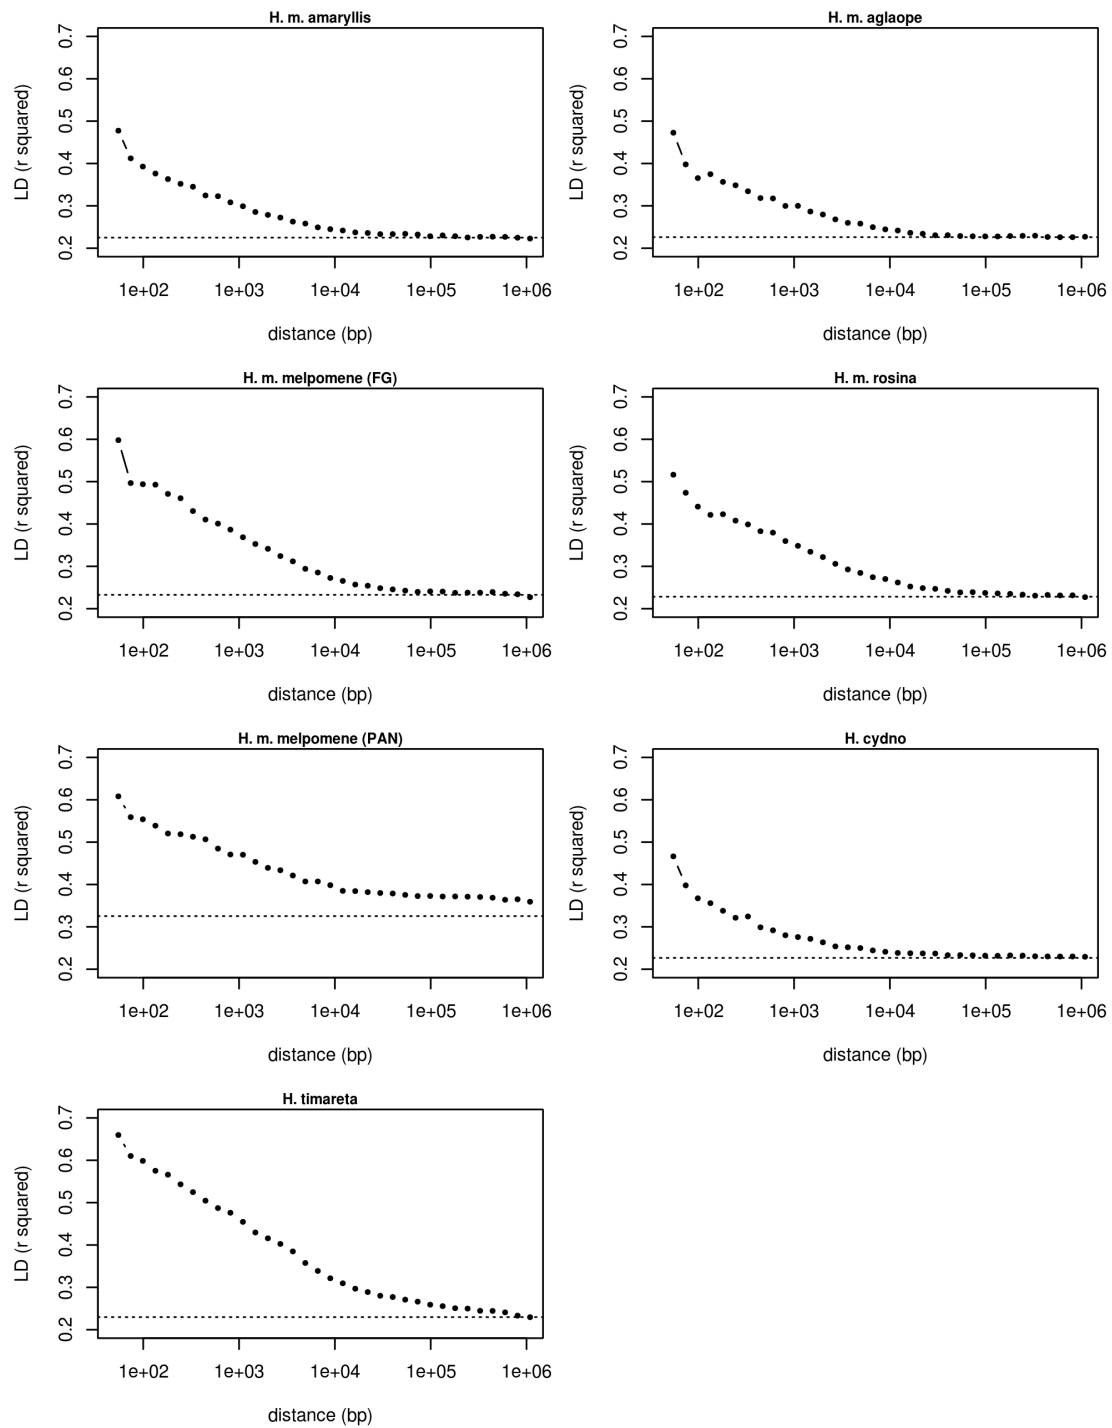 H. m. amaryllis
LD (r squared)
0.7
0.6
0.5
0.4
0.3
0.2
1e+02 1e+03 1e+04 1e+05 1e+06
distance (bp)
H. m. aglaope
LD (r squared)
0.7
0.6
0.5
0.4
0.3
0.2
1e+02 1e+03 1e+04 1e+05 1e+06
distance (bp)
H. m. melpomene (FG)
LD (r squared)
0.7
0.6
0.5
0.4
0.3
0.2
1e+02 1e+03 1e+04 1e+05 1e+06
distance (bp)
H. m. rosina
LD (r squared)
0.7
0.6
0.5
0.4
0.3
0.2
1e+02 1e+03 1e+04 1e+05 1e+06
distance (bp)
H. m. melpomene (PAN)
LD (r squared)
0.7
0.6
0.5
0.4
0.3
0.2
1e+02 1e+03 1e+04 1e+05 1e+06
distance (bp)
H. cydno
LD (r squared)
0.7
0.6
0.5
0.4
0.3
0.2
1e+02 1e+03 1e+04 1e+05 1e+06
distance (bp)
H. timareta
LD (r squared)
0.7
0.6
0.5
0.4
0.3
0.2
1e+02 1e+03 1e+04 1e+05 1e+06
distance (bp)